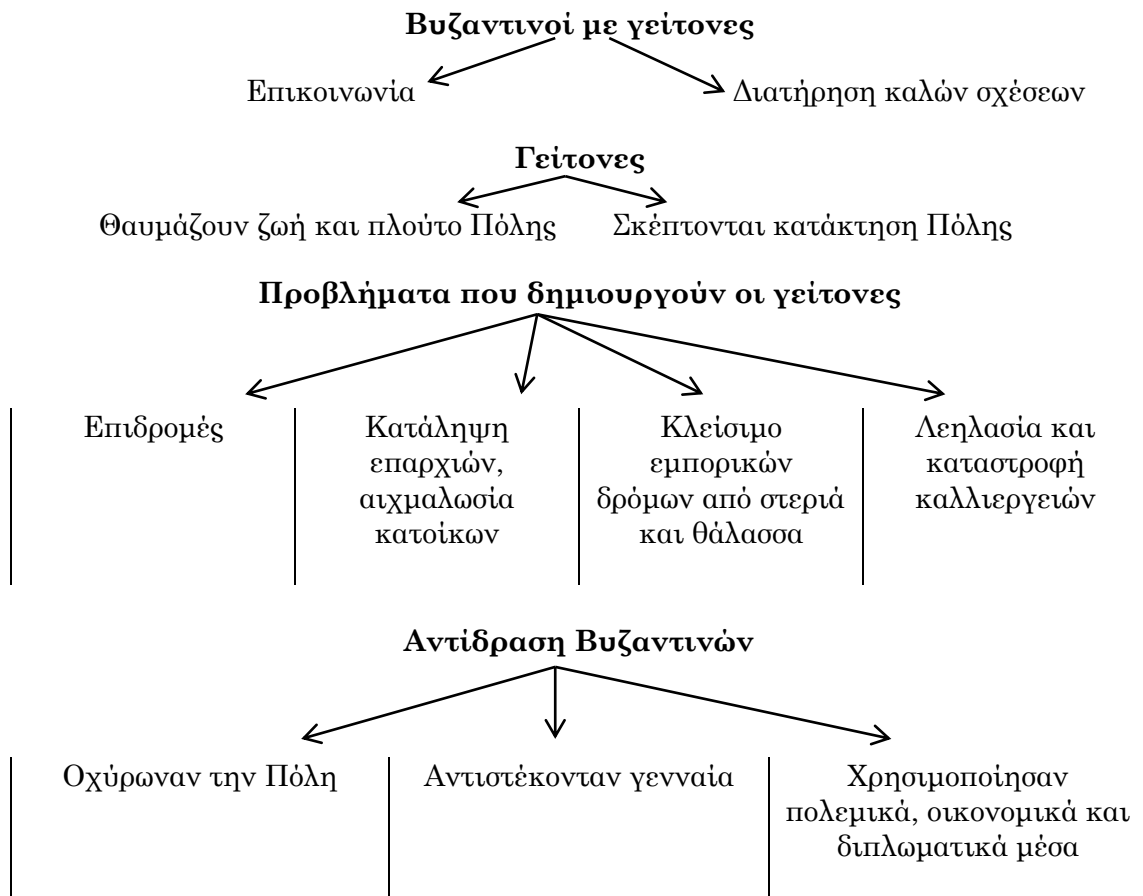 Βυζαντινοί με γείτονες
Επικοινωνία Διατήρηση καλών σχέσεων
Γείτονες
Θαυμάζουν ζωή και πλούτο Πόλης Σκέπτονται κατάκτηση Πόλης
Προβλήματα που δημιουργούν οι γείτονες
Επιδρομές
Κατάληψη
επαρχιών,
αιχμαλωσία
κατοίκων
Κλείσιμο
εμπορικών
δρόμων από στεριά
και θάλασσα
Λεηλασία και
καταστροφή
καλλιεργειών
Αντίδραση Βυζαντινών
Οχύρωναν την Πόλη
Αντιστέκονταν γενναία
Χρησιμοποίησαν
πολεμικά, οικονομικά και
διπλωματικά μέσα